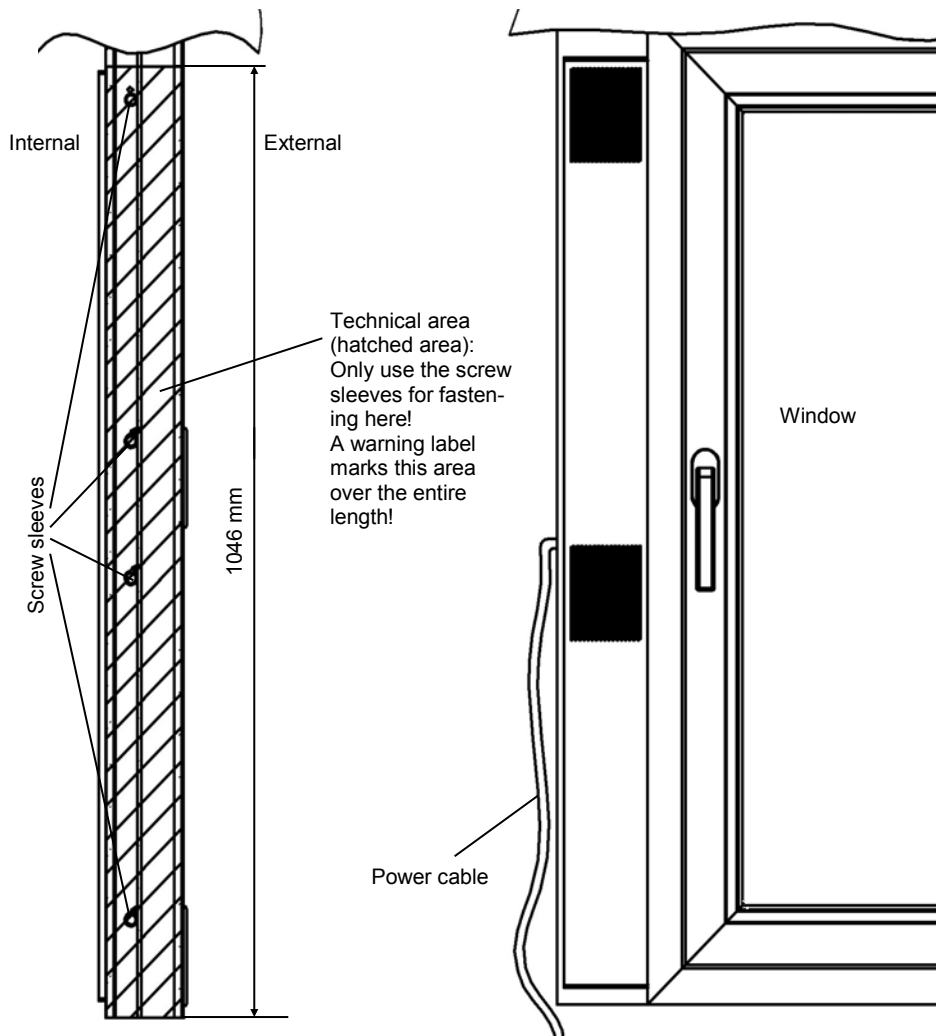 Internal
External
Technical area
(hatched area):
Only use the screw
sleeves for fasten-
ing here!
A warning label
marks this area
over the entire
length!
Screw sleeves
1046 mm
Window
Power cable